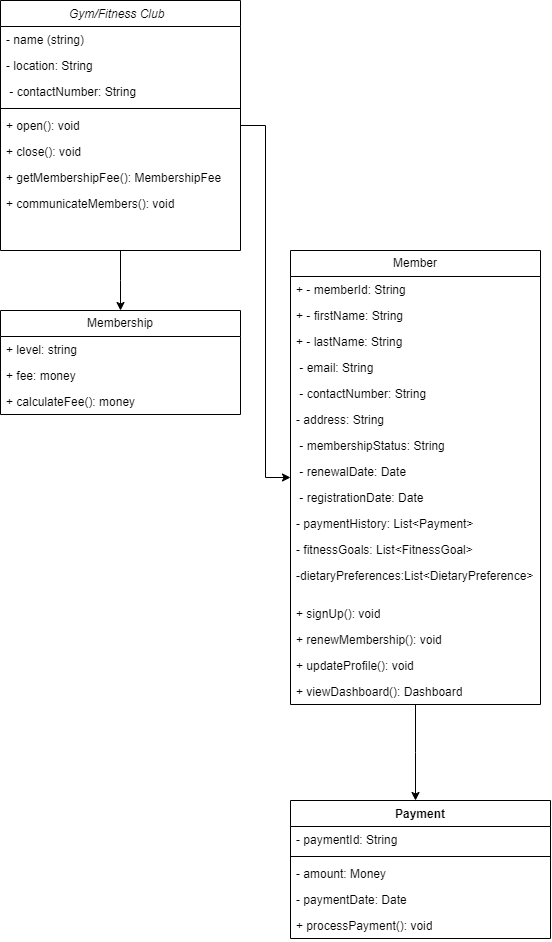 Gym/Fitness Club
- name (string)
- location: String
- contactNumber: String
+ open(): void
+ close(): void
+ getMembershipFee(): MembershipFee
+ communicateMembers(): void
Membership
+ level: string
+ fee: money
+ calculateFee(): money
Member
+ - memberId: String
+ - firstName: String
+ - lastName: String
- email: String
- contactNumber: String
- address: String
- membershipStatus: String
- renewalDate: Date
- registrationDate: Date
- paymentHistory: List<Payment>
- fitnessGoals: List<FitnessGoal>
-dietaryPreferences:List<DietaryPreference>
+ signUp(): void
+ renewMembership(): void
+ updateProfile(): void
+ viewDashboard(): Dashboard
Payment
- paymentId: String
- amount: Money
- paymentDate: Date
+ processPayment(): void